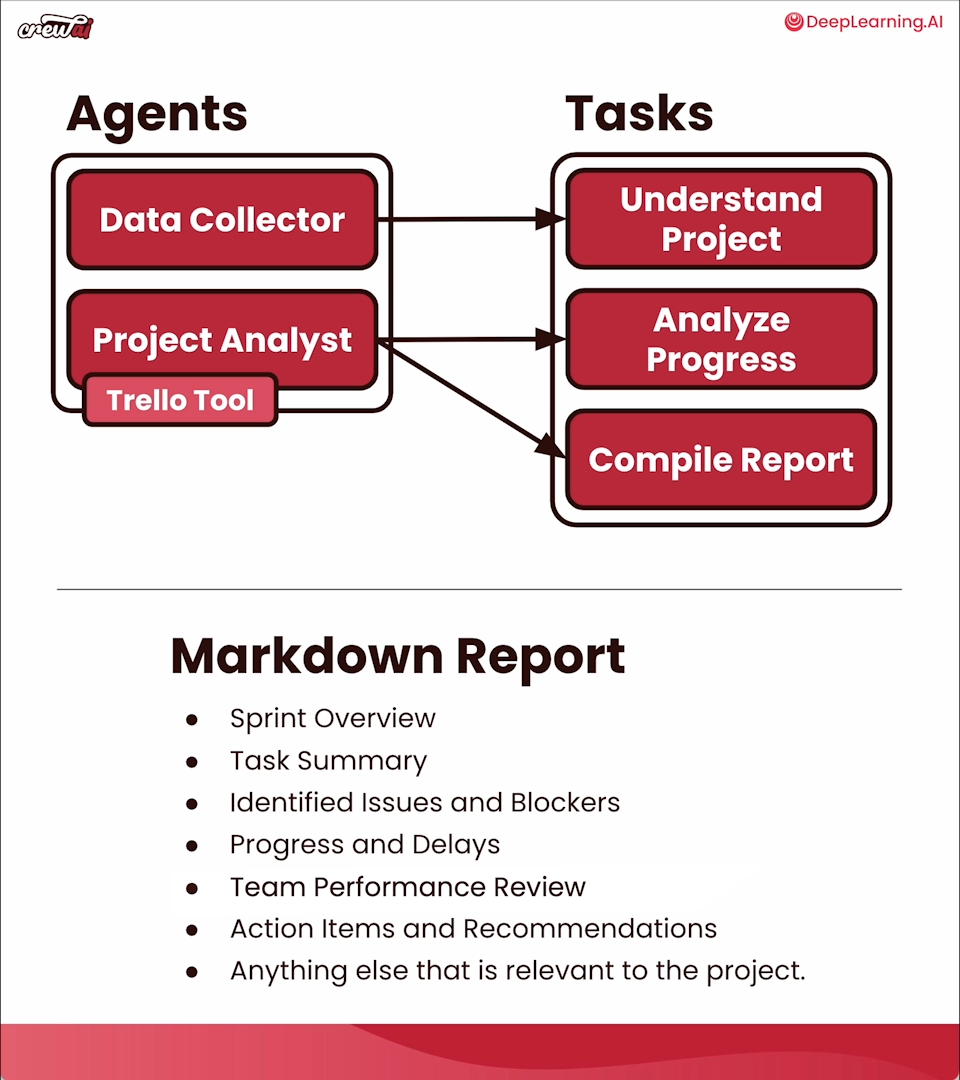 crewai
DeepLearning.AI
Agents
Tasks
Data Collector
Project Analyst
Trello Tool
Understand
Project
Analyze
Progress
Compile Report
Markdown Report
● Sprint Overview
● Task Summary
● Identified Issues and Blockers
● Progress and Delays
● Team Performance Review
● Action Items and Recommendations
● Anything else that is relevant to the project.